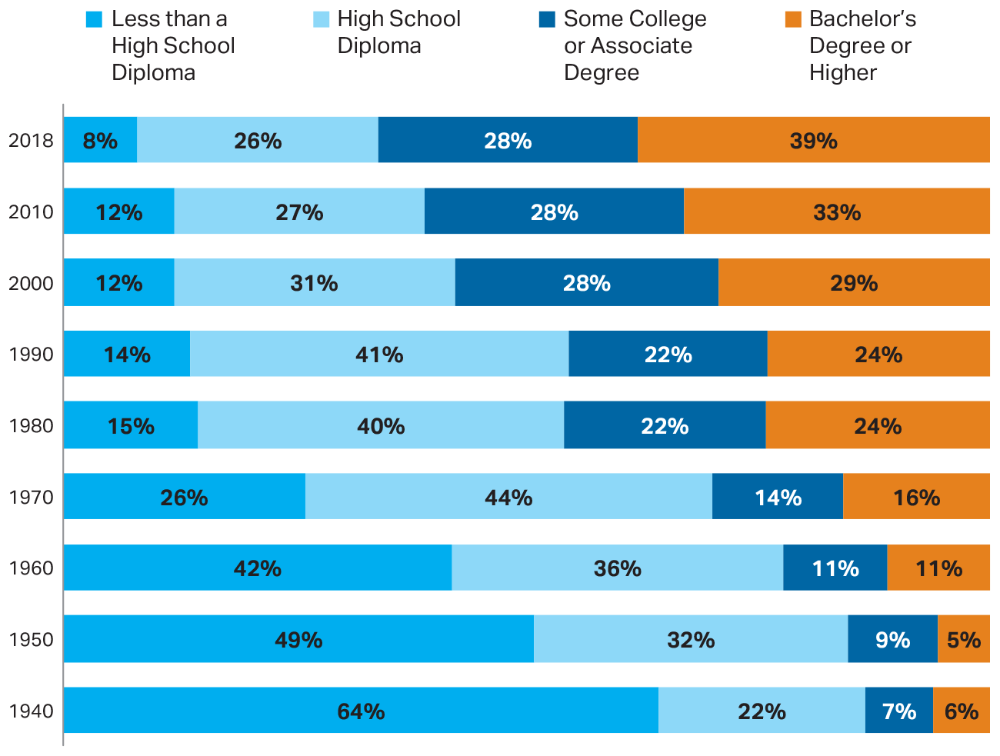 Less than a
High School
Diploma
High School
Diploma
Some College
or Associate
Degree
Bachelor’s
Degree or
Higher
2018 8% 26% 28% 39%
2010 12% 27% 28% 33%
2000 12% 31% 28% 29%
1990 14% 41% 22% 24%
1980 15% 40% 22% 24%
1970 26% 44% 14% 16%
1960 42% 36% 11% 11%
1950 49% 32% 9% 5%
1940 64% 22% 7% 6%